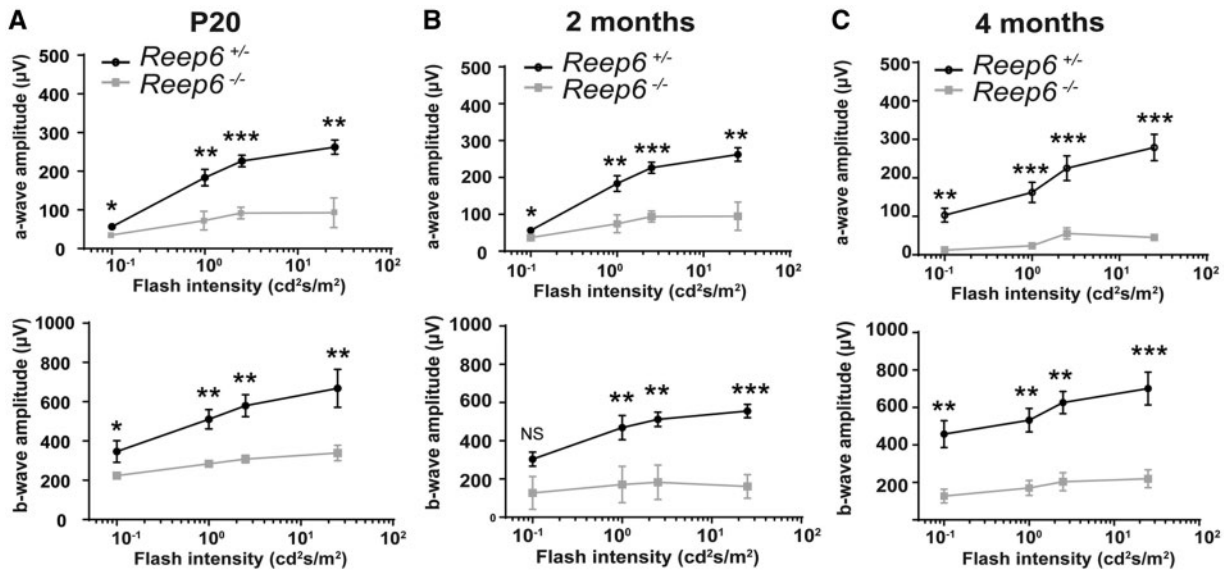 A P20
a-wave amplitude (µV)
500
400
300
200
100
0
Reep6 +/-
Reep6 -/-
* ** *** **
10-1 100 101 102
Flash intensity (cd2s/m2)
B 2 months
a-wave amplitude (µV)
500
400
300
200
100
0
Reep6 +/-
Reep6 -/-
* ** *** **
10-1 100 101 102
Flash intensity (cd2s/m2)
C 4 months
a-wave amplitude (µV)
500
400
300
200
100
0
Reep6 +/-
Reep6 -/-
** *** *** ***
10-1 100 101 102
Flash intensity (cd2s/m2)
b-wave amplitude (µV)
1000
800
600
400
200
0
* ** ** **
10-1 100 101 102
Flash intensity (cd2s/m2)
b-wave amplitude (µV)
1000
800
600
400
200
0
NS ** ** ***
10-1 100 101 102
Flash intensity (cd2s/m2)
b-wave amplitude (µV)
1000
800
600
400
200
0
** ** ** ***
10-1 100 101 102
Flash intensity (cd2s/m2)